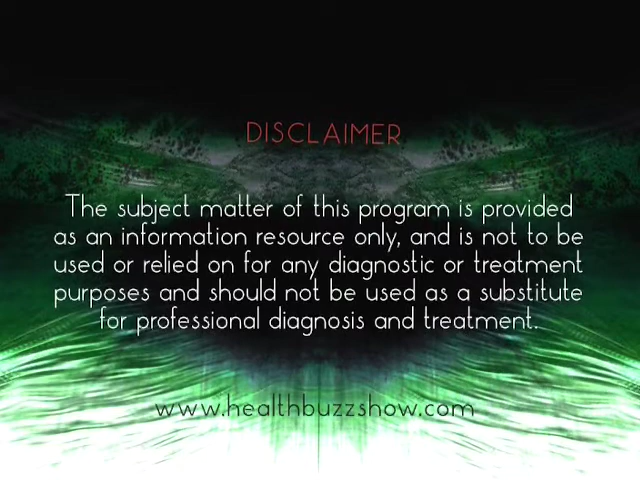 DISCLAIMER
The subject matter of this program is provided
as an information resource only, and is not to be
used or relied on for any diagnostic or treatment
purposes and should not be used as a substitute
for professional diagnosis and treatment.
www.healthbuzzshow.com